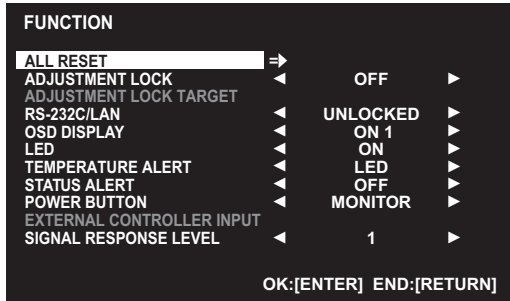 FUNCTION
ALL RESET
ADJUSTMENT LOCK OFF
ADJUSTMENT LOCK TARGET
RS-232C/LAN UNLOCKED
OSD DISPLAY ON 1
LED ON
TEMPERATURE ALERT LED
STATUS ALERT OFF
POWER BUTTON MONITOR
EXTERNAL CONTROLLER INPUT
SIGNAL RESPONSE LEVEL 1
OK:[ENTER] END:[RETURN]